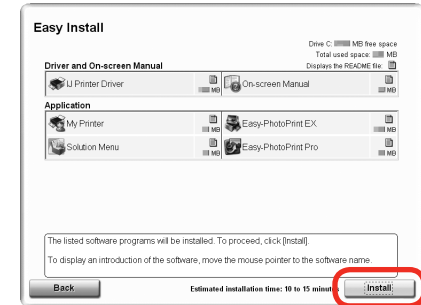 Easy Install
Drive C: MB free space
Total used space: MB
Driver and On-screen Manual
Displays the README file:
IJ Printer Driver
MB
On-screen Manual
MB
Application
My Printer
MB
Easy-PhotoPrint EX
MB
Solution Menu
MB
Easy-PhotoPrint Pro
MB
The listed software programs will be installed. To proceed, click [Install].
To display an introduction of the software, move the mouse pointer to the software name.
Back
Estimated installation time: 10 to 15 minutes
Install